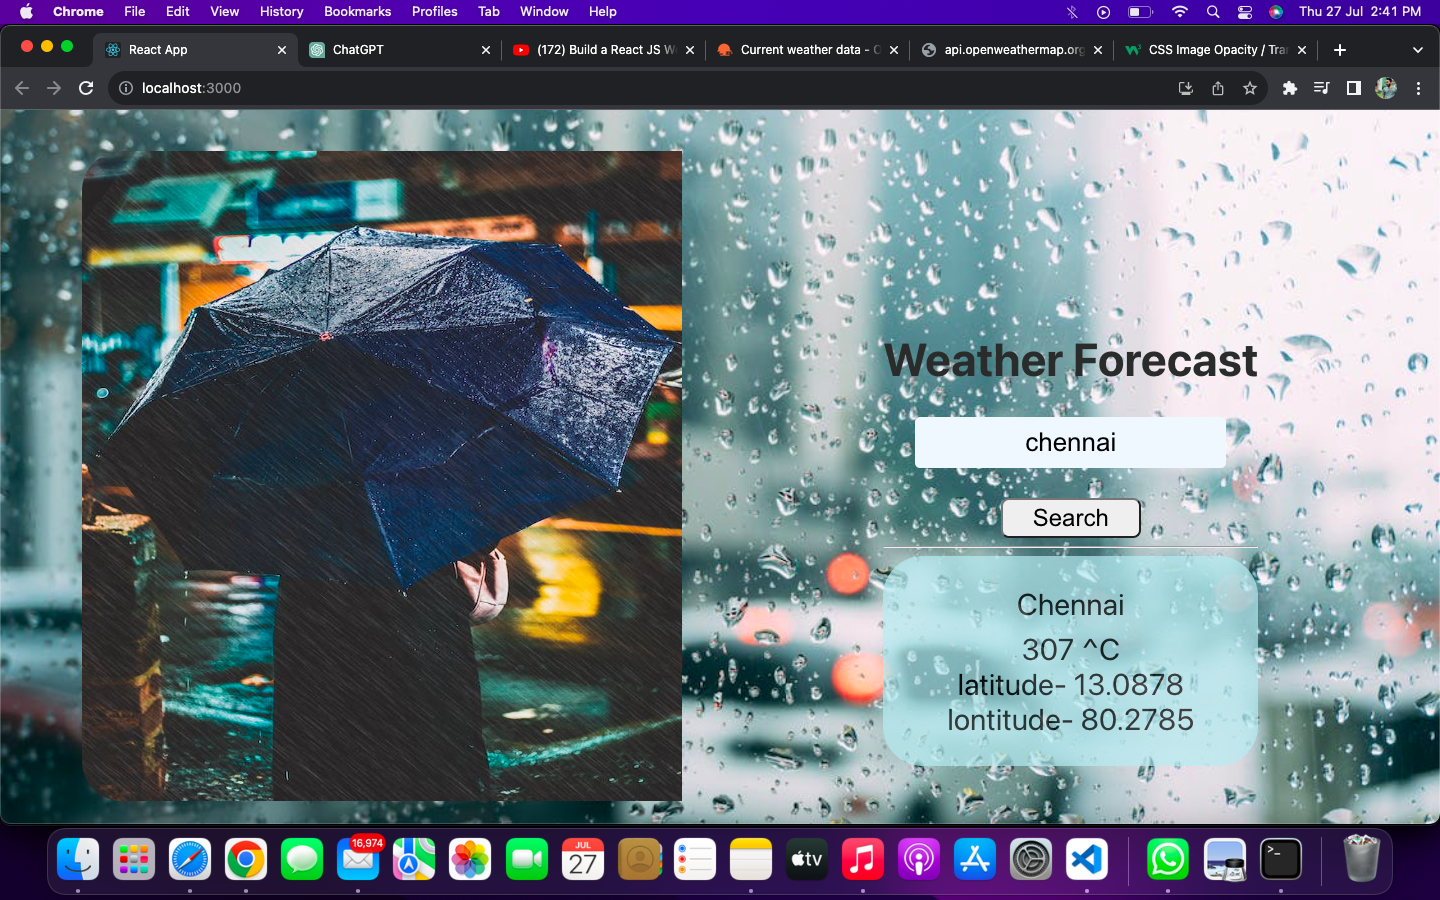 Chrome File Edit View History Bookmarks Profiles Tab Window Help Thu 27 Jul 2:41 PM
React App ChatGPT (172) Build a React JS W Current weather data - O api.openweathermap.org CSS Image Opacity / Tra
localhost:3000
Weather Forecast
chennai
Search
Chennai
307 ^C
latitude- 13.0878
lontitude- 80.2785
16,974
JUL
27
tv
>_